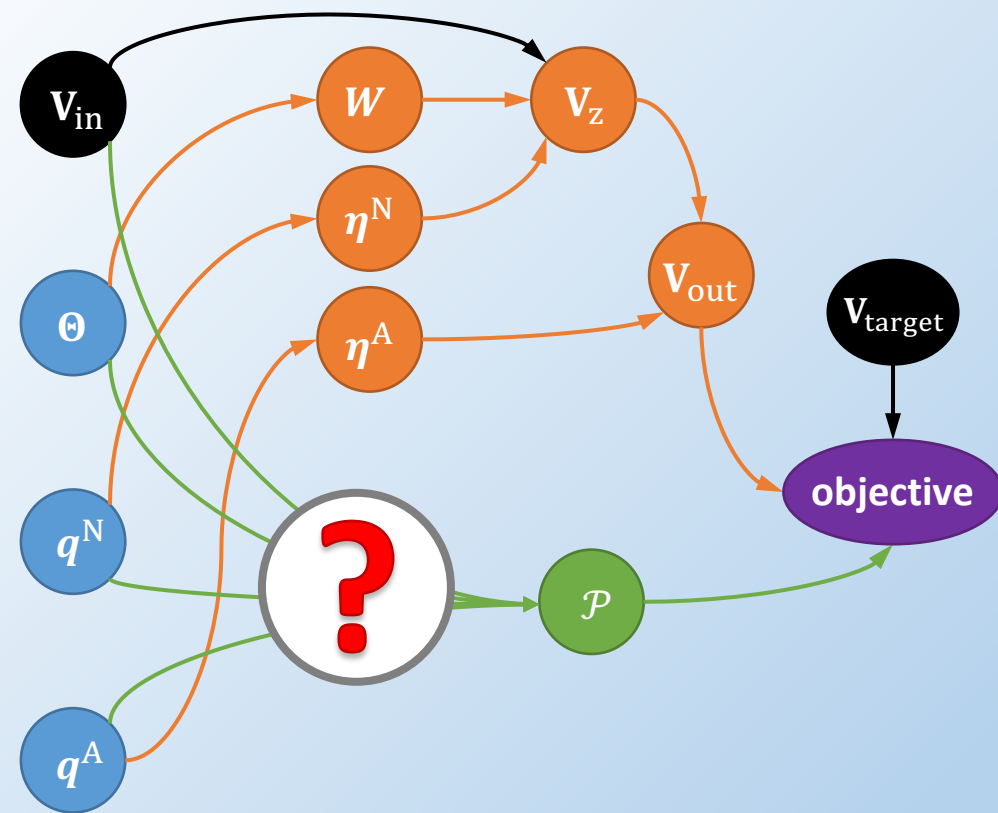 V_in
W
V_z
η^N
Θ
V_out
η^A
V_target
objective
q^N
?
𝒫
q^A